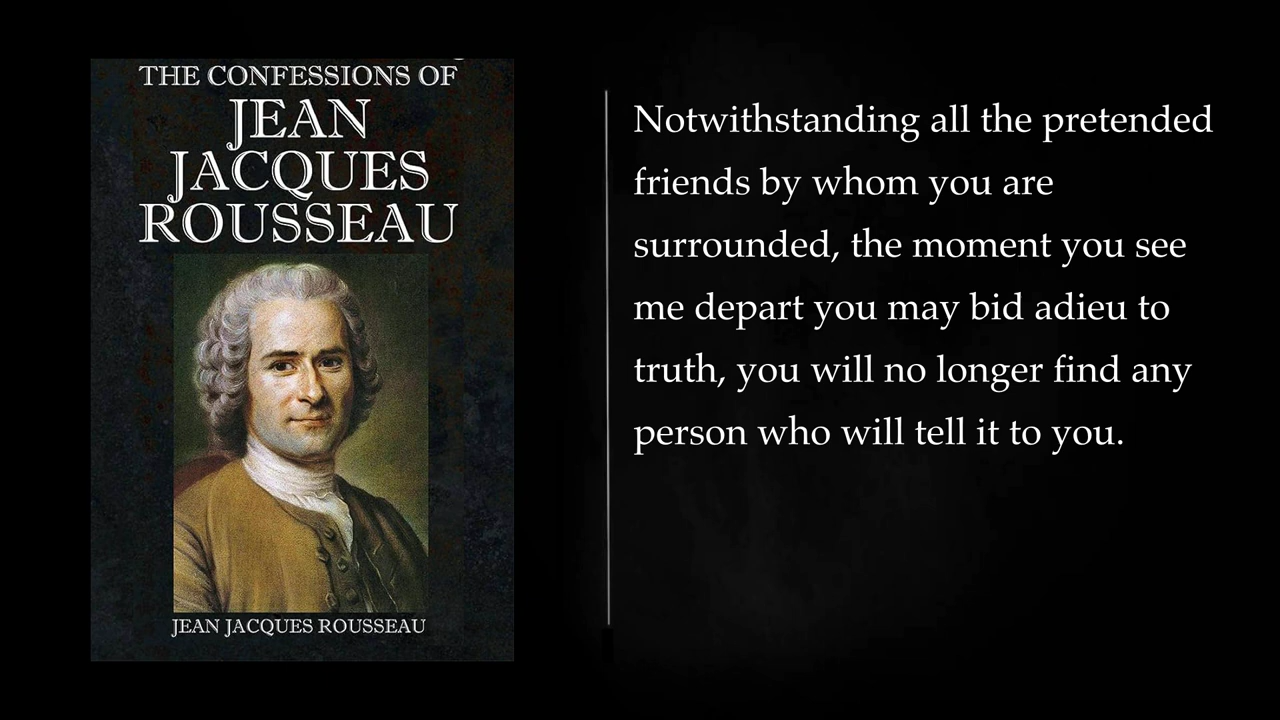 THE CONFESSIONS OF
JEAN
JACQUES
ROUSSEAU
JEAN JACQUES ROUSSEAU
Notwithstanding all the pretended
friends by whom you are
surrounded, the moment you see
me depart you may bid adieu to
truth, you will no longer find any
person who will tell it to you.